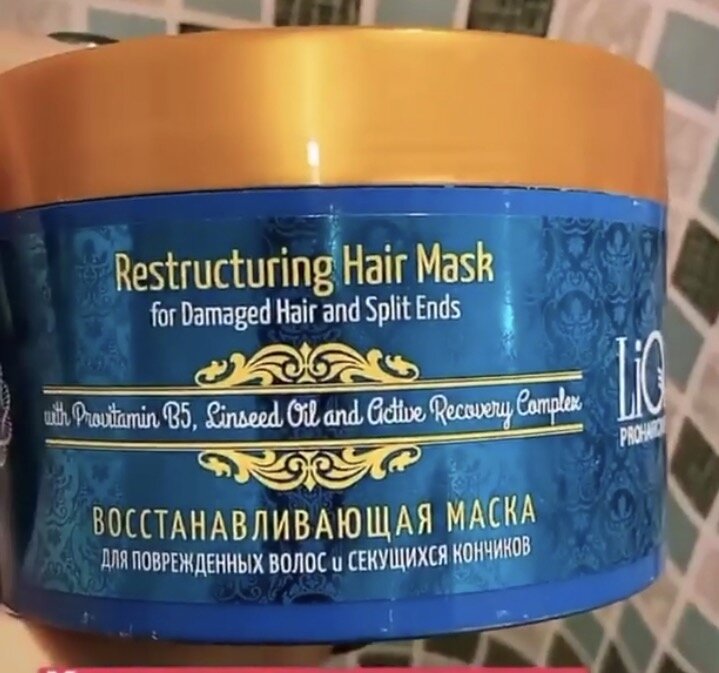 Restructuring Hair Mask
for Damaged Hair and Split Ends
with Provitamin B5, Linseed Oil and Active Recovery Complex
ВОССТАНАВЛИВАЮЩАЯ МАСКА
ДЛЯ ПОВРЕЖДЕННЫХ ВОЛОС и СЕКУЩИХСЯ КОНЧИКОВ